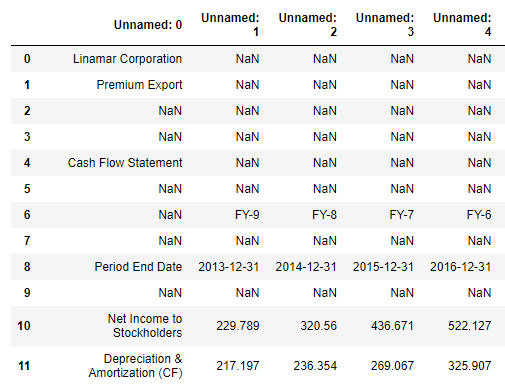 Unnamed: 0 Unnamed: 1 Unnamed: 2 Unnamed: 3 Unnamed: 4
0 Linamar Corporation NaN NaN NaN NaN
1 Premium Export NaN NaN NaN NaN
2 NaN NaN NaN NaN NaN
3 NaN NaN NaN NaN NaN
4 Cash Flow Statement NaN NaN NaN NaN
5 NaN NaN NaN NaN NaN
6 NaN FY-9 FY-8 FY-7 FY-6
7 NaN NaN NaN NaN NaN
8 Period End Date 2013-12-31 2014-12-31 2015-12-31 2016-12-31
9 NaN NaN NaN NaN NaN
10 Net Income to Stockholders 229.789 320.56 436.671 522.127
11 Depreciation & Amortization (CF) 217.197 236.354 269.067 325.907